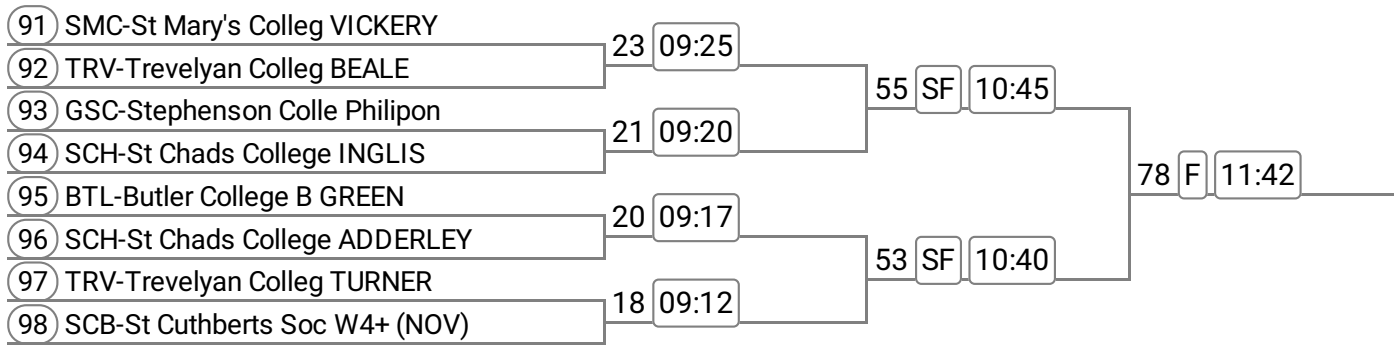 91 SMC-St Mary's Colleg VICKERY
23 09:25
92 TRV-Trevelyan Colleg BEALE
55 SF 10:45
93 GSC-Stephenson Colle Philipon
21 09:20
94 SCH-St Chads College INGLIS
78 F 11:42
95 BTL-Butler College B GREEN
20 09:17
96 SCH-St Chads College ADDERLEY
53 SF 10:40
97 TRV-Trevelyan Colleg TURNER
18 09:12
98 SCB-St Cuthberts Soc W4+ (NOV)